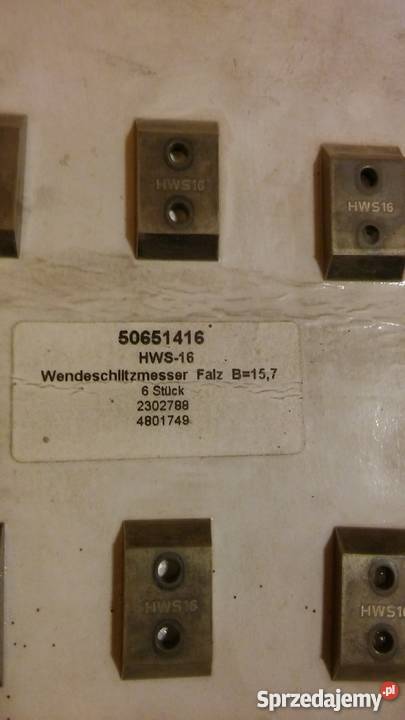 HWS16
HWS16
50651416
HWS-16
Wendeschlitzmesser Falz B=15,7
6 Stück
2302788
4801749
HWS16
HWS16
Sprzedajemy.pl